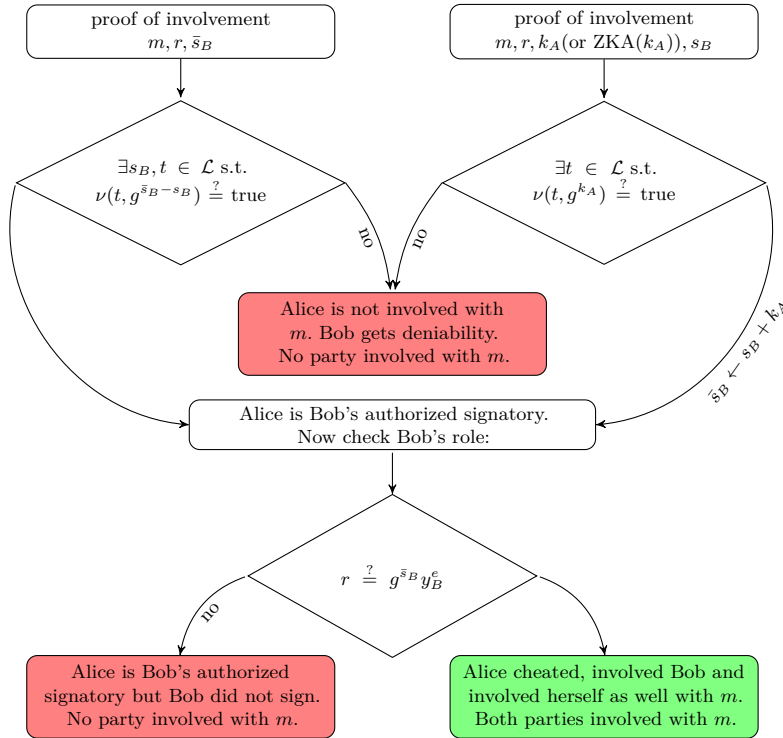 proof of involvement
m, r, s̄_B
proof of involvement
m, r, k_A(or ZKA(k_A)), s_B
∃s_B, t ∈ ℒ s.t.
ν(t, g^{s̄_B−s_B}) ≟ true
∃t ∈ ℒ s.t.
ν(t, g^{k_A}) ≟ true
no
no
Alice is not involved with
m. Bob gets deniability.
No party involved with m.
s̄_B ← s_B + k_A
Alice is Bob's authorized signatory.
Now check Bob's role:
r ≟ g^{s̄_B} y_B^e
no
Alice is Bob's authorized
signatory but Bob did not sign.
No party involved with m.
Alice cheated, involved Bob and
involved herself as well with m.
Both parties involved with m.